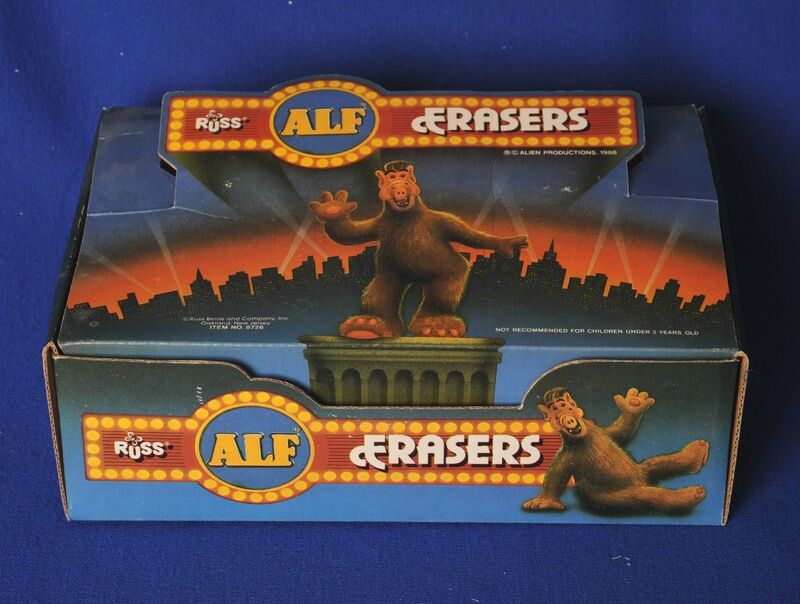 RUSS ALF ERASERS
®© ALIEN PRODUCTIONS, 1988
© Russ Berrie and Company, Inc.
Oakland, New Jersey
ITEM NO. 8726
NOT RECOMMENDED FOR CHILDREN UNDER 3 YEARS OLD
RUSS ALF ERASERS